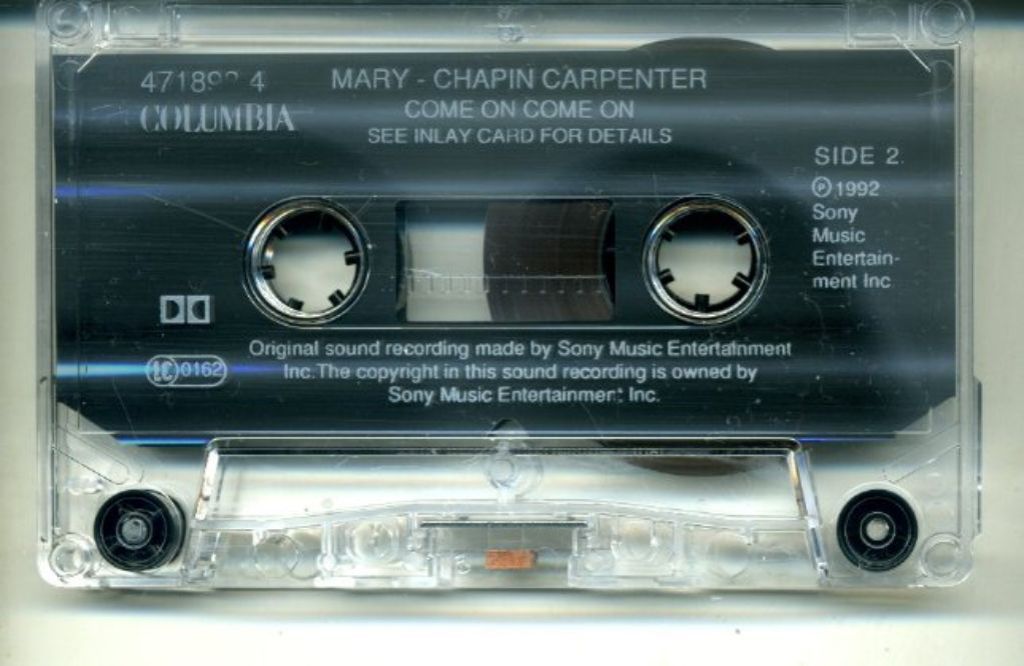 4
MARY - CHAPIN CARPENTER
COLUMBIA
COME ON COME ON
SEE INLAY CARD FOR DETAILS
SIDE 2
℗ 1992
Sony
Music
Entertain-
ment Inc
0162
Original sound recording made by Sony Music Entertainment
Inc.The copyright in this sound recording is owned by
Sony Music Entertainment Inc.